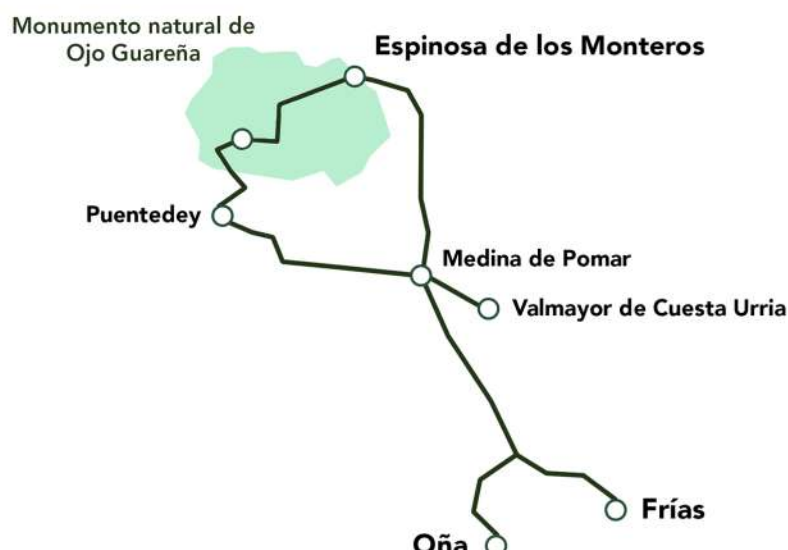 Monumento natural de
Ojo Guareña
Espinosa de los Monteros
Puentedey
Medina de Pomar
Valmayor de Cuesta Urria
Frías
Oña